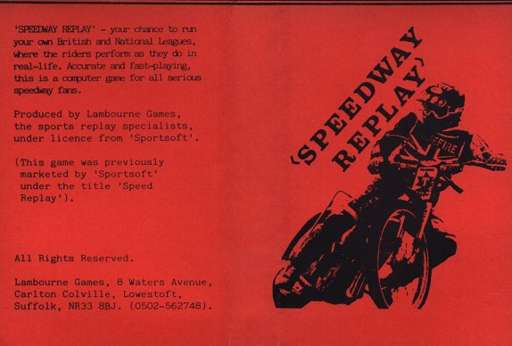 'SPEEDWAY REPLAY' - your chance to run
your own British and National Leagues,
where the riders perform as they do in
real-life. Accurate and fast-playing,
this is a computer game for all serious
speedway fans.
Produced by Lambourne Games,
the sports replay specialists,
under licence from 'Sportsoft'.
(This game was previously
marketed by 'Sportsoft'
under the title 'Speed
Replay').
All Rights Reserved.
Lambourne Games, 8 Waters Avenue,
Carlton Colville, Lowestoft,
Suffolk, NR33 8BJ. (0502-562748).
'SPEEDWAY
REPLAY'